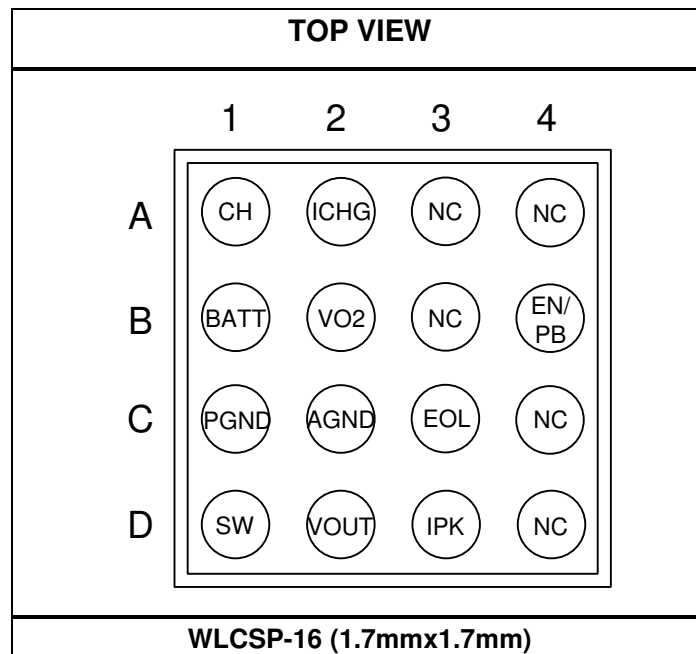 TOP VIEW
1 2 3 4
A CH ICHG NC NC
B BATT VO2 NC EN/
PB
C PGND AGND EOL NC
D SW VOUT IPK NC
WLCSP-16 (1.7mmx1.7mm)